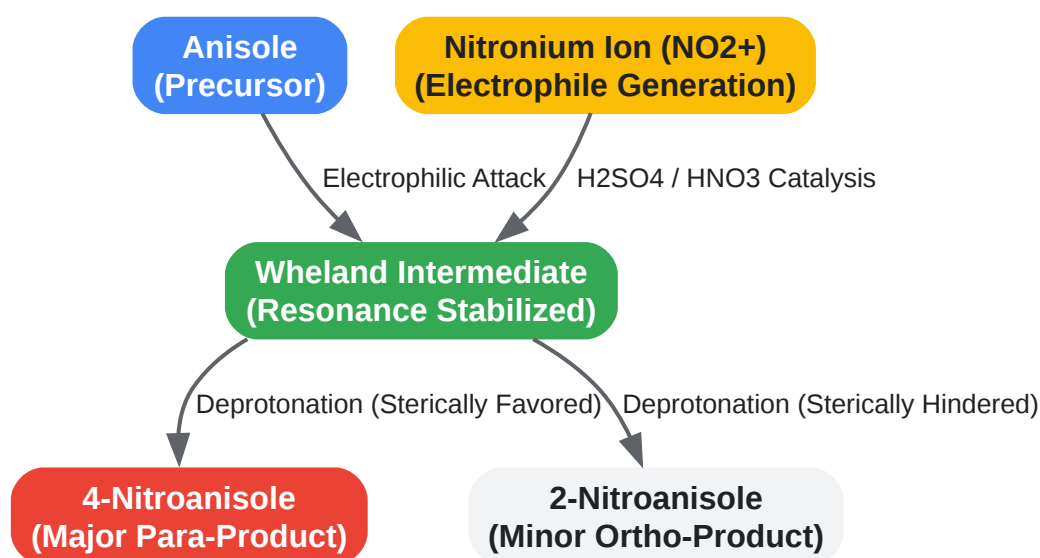 Anisole
(Precursor)
Nitronium Ion (NO2+)
(Electrophile Generation)
Electrophilic Attack
H2SO4 / HNO3 Catalysis
Wheland Intermediate
(Resonance Stabilized)
Deprotonation (Sterically Favored)
Deprotonation (Sterically Hindered)
4-Nitroanisole
(Major Para-Product)
2-Nitroanisole
(Minor Ortho-Product)